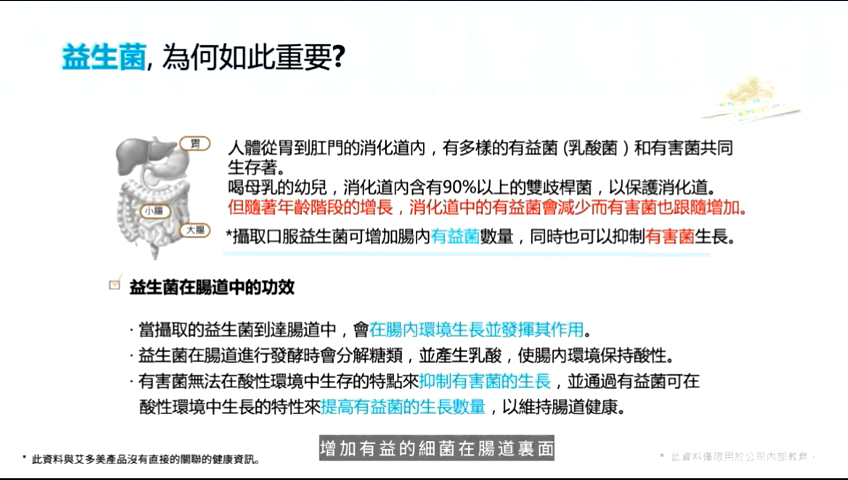 益生菌, 為何如此重要?
胃
小腸
大腸
人體從胃到肛門的消化道內，有多樣的有益菌 (乳酸菌 ) 和有害菌共同
生存著。
喝母乳的幼兒，消化道內含有90%以上的雙歧桿菌，以保護消化道。
但隨著年齡階段的增長，消化道中的有益菌會減少而有害菌也跟隨增加。
*攝取口服益生菌可增加腸內有益菌數量，同時也可以抑制有害菌生長。
益生菌在腸道中的功效
· 當攝取的益生菌到達腸道中，會在腸內環境生長並發揮其作用。
· 益生菌在腸道進行發酵時會分解糖類，並產生乳酸，使腸內環境保持酸性。
· 有害菌無法在酸性環境中生存的特點來抑制有害菌的生長，並通過有益菌可在
酸性環境中生長的特性來提高有益菌的生長數量，以維持腸道健康。
增加有益的細菌在腸道裏面
* 此資料與艾多美產品沒有直接的關聯的健康資訊。
* 此資料僅限用於公司內部教育。